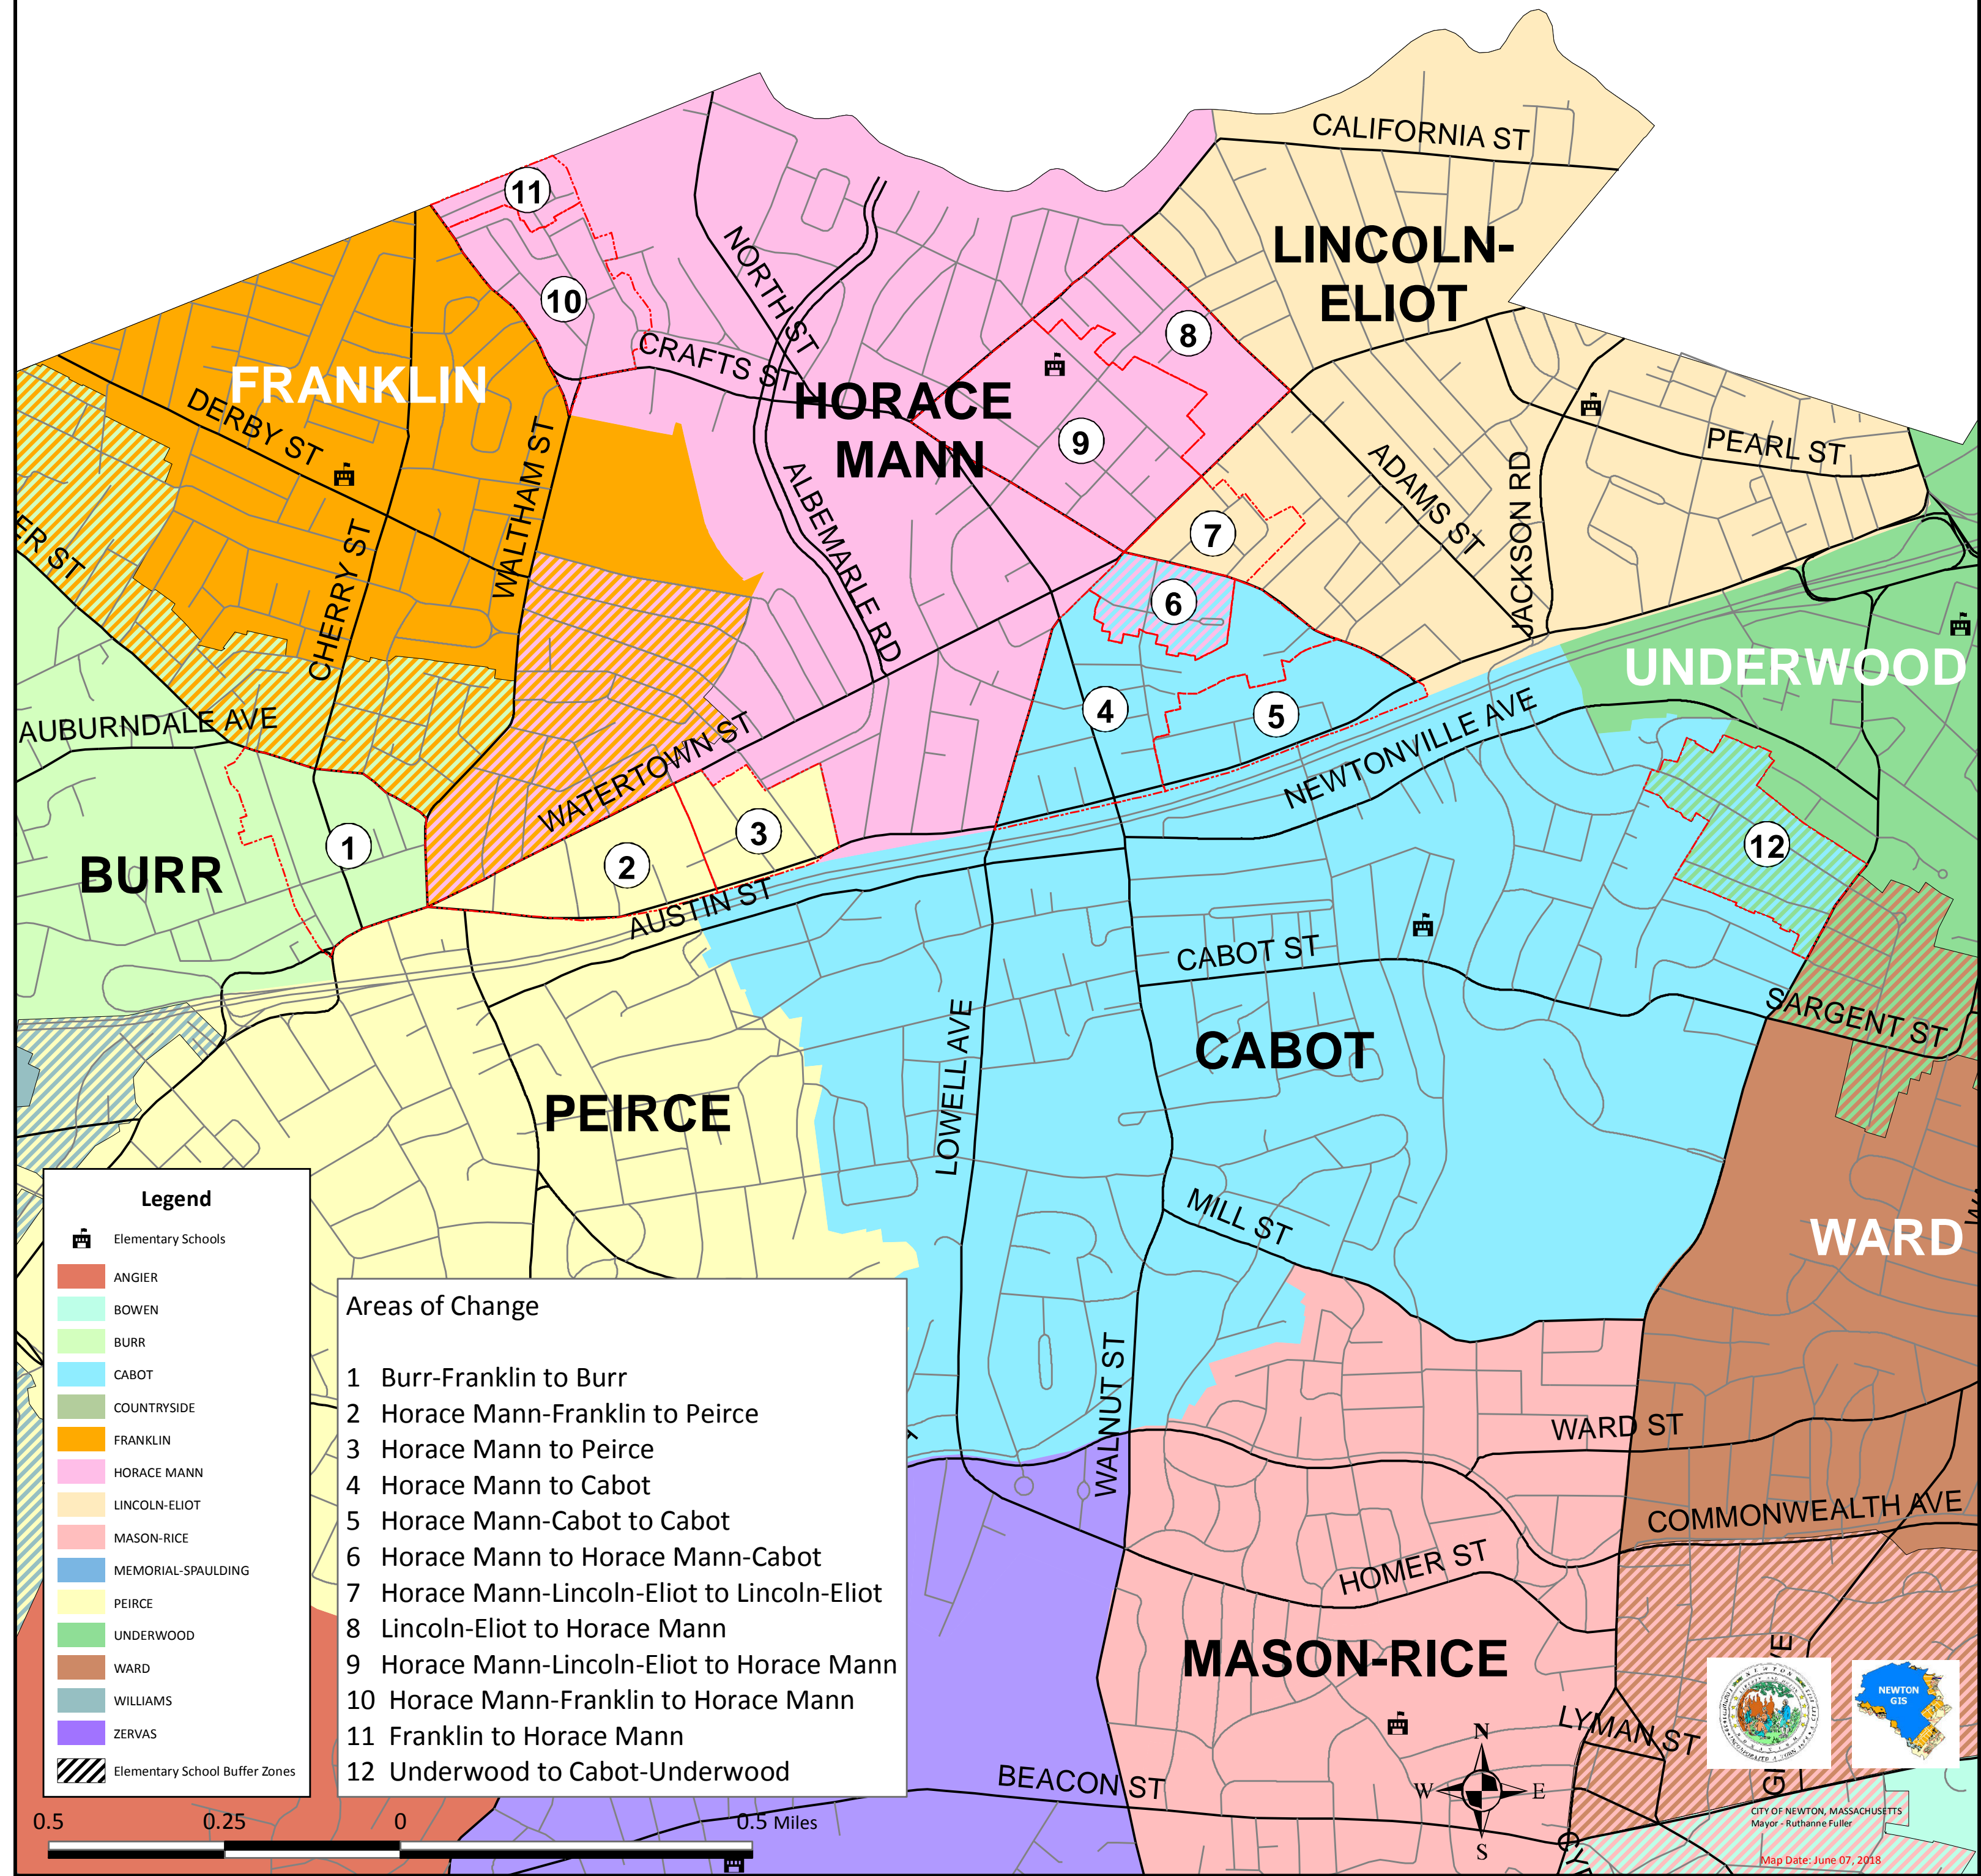 CALIFORNIA ST
11
LINCOLN-
ELIOT
NORTH ST
10
8
CRAFTS ST
FRANKLIN
HORACE
MANN
DERBY ST
9
PEARL ST
ADAMS ST
JACKSON RD
WALTHAM ST
ALBEMARLE RD
7
ER ST
CHERRY ST
6
UNDERWOOD
AUBURNDALE AVE
4
5
NEWTONVILLE AVE
WATERTOWN ST
3
1
2
12
BURR
AUSTIN ST
CABOT ST
SARGENT ST
LOWELL AVE
CABOT
PEIRCE
MILL ST
WARD
WALNUT ST
WARD ST
COMMONWEALTH AVE
HOMER ST
MASON-RICE
LYMAN ST
BEACON ST
Legend
Elementary Schools
ANGIER
BOWEN
BURR
CABOT
COUNTRYSIDE
FRANKLIN
HORACE MANN
LINCOLN-ELIOT
MASON-RICE
MEMORIAL-SPAULDING
PEIRCE
UNDERWOOD
WARD
WILLIAMS
ZERVAS
Elementary School Buffer Zones
Areas of Change
1 Burr-Franklin to Burr
2 Horace Mann-Franklin to Peirce
3 Horace Mann to Peirce
4 Horace Mann to Cabot
5 Horace Mann-Cabot to Cabot
6 Horace Mann to Horace Mann-Cabot
7 Horace Mann-Lincoln-Eliot to Lincoln-Eliot
8 Lincoln-Eliot to Horace Mann
9 Horace Mann-Lincoln-Eliot to Horace Mann
10 Horace Mann-Franklin to Horace Mann
11 Franklin to Horace Mann
12 Underwood to Cabot-Underwood
0.5 0.25 0 0.5 Miles
N
W E
S
NEWTON
GIS
CITY OF NEWTON, MASSACHUSETTS
Mayor - Ruthanne Fuller
Map Date: June 07, 2018